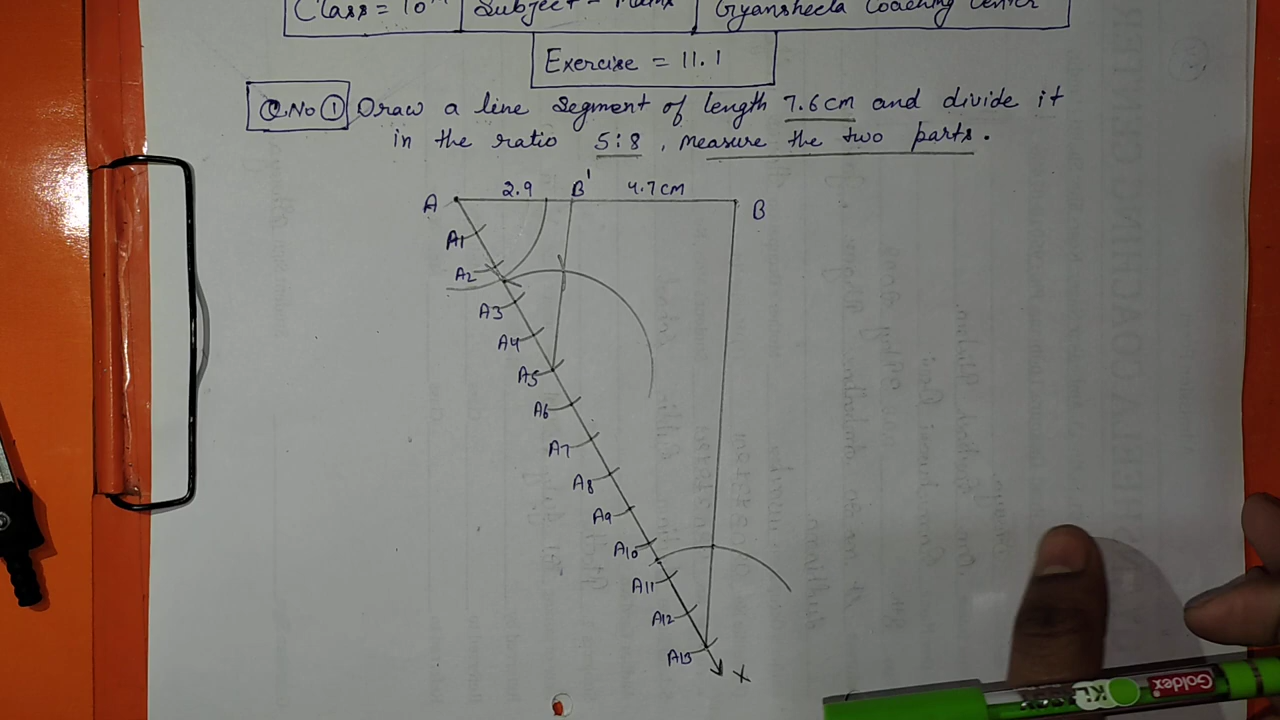 Class = 10th Subject - Maths Gyansheela Coaching Center
Exercise = 11.1
Q.No ① Draw a line segment of length 7.6 cm and divide it
in the ratio 5:8, measure the two parts.
A 2.9 B' 4.7cm B
A1
A2
A3
A4
A5
A6
A7
A8
A9
A10
A11
A12
A13
X
Goldex